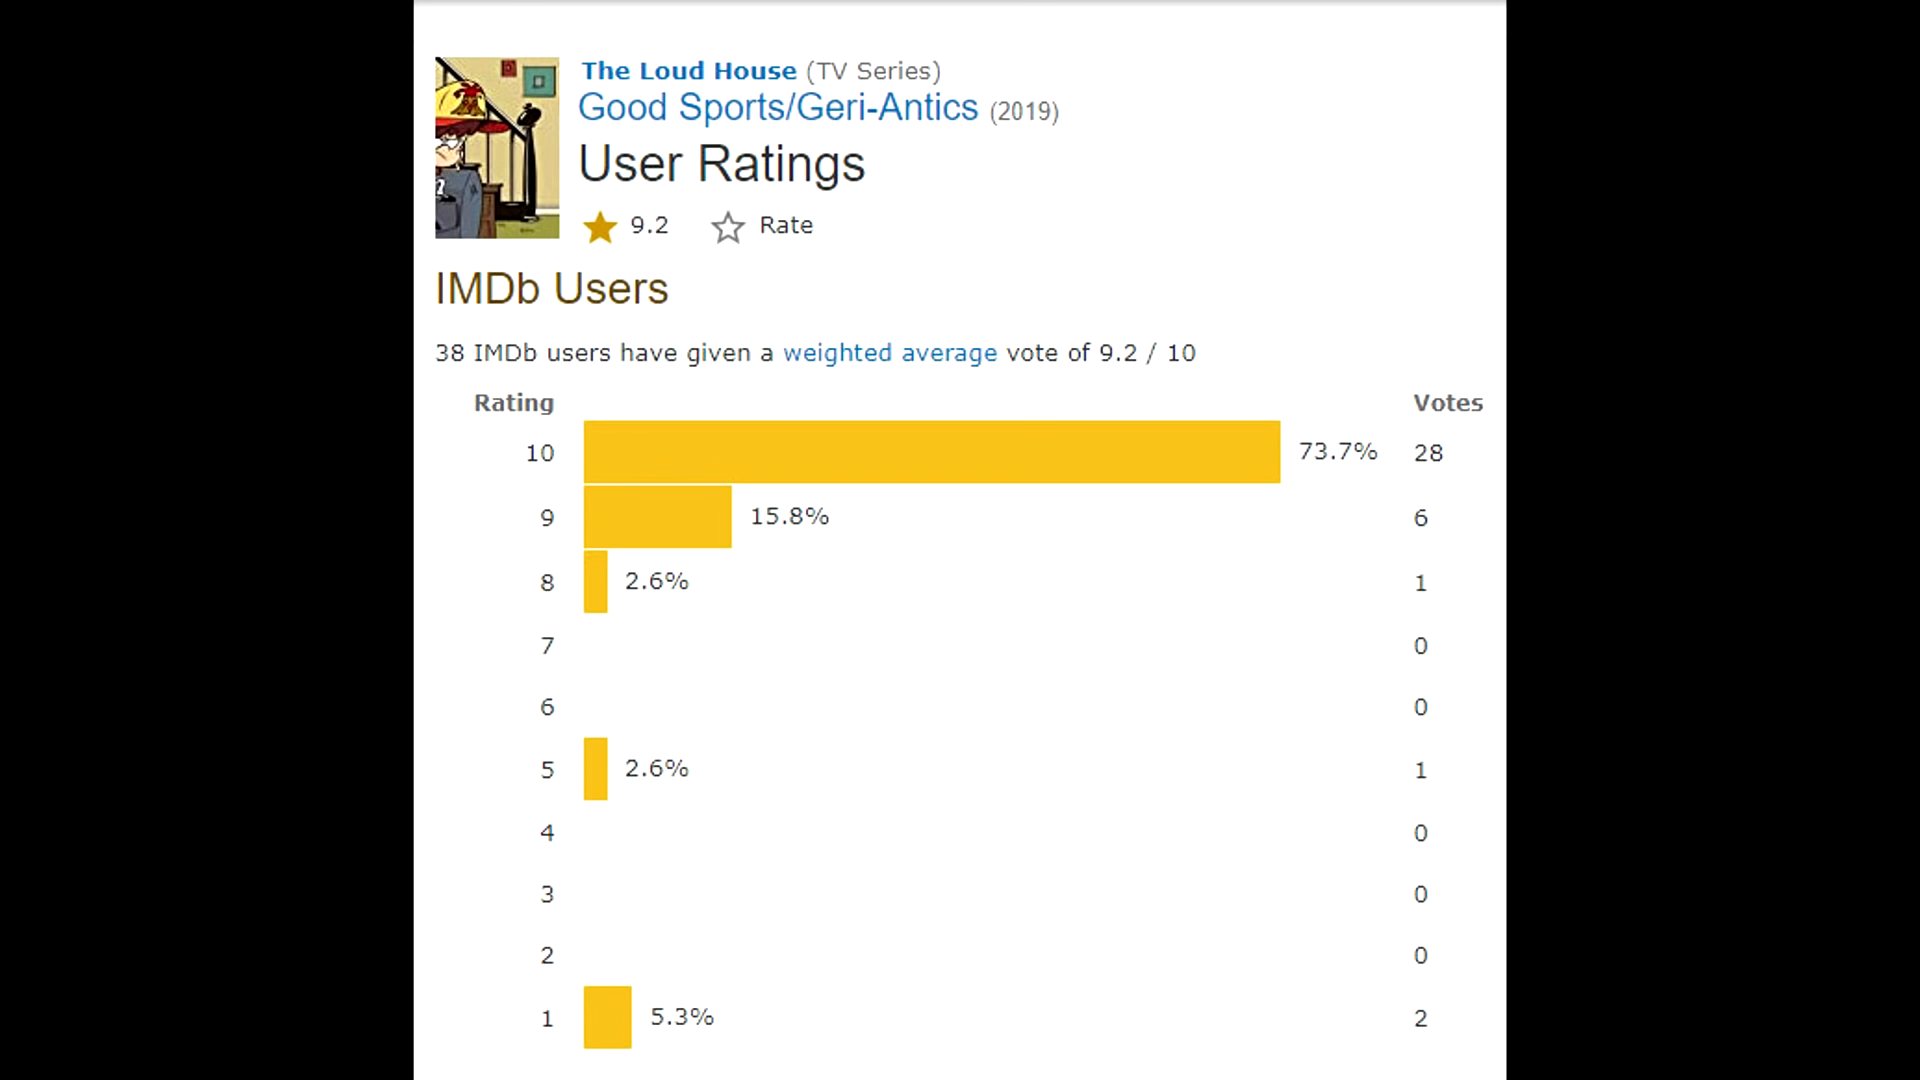 The Loud House (TV Series)
Good Sports/Geri-Antics (2019)
User Ratings
9.2 Rate
IMDb Users
38 IMDb users have given a weighted average vote of 9.2 / 10
Rating Votes
10 73.7% 28
9 15.8% 6
8 2.6% 1
7 0
6 0
5 2.6% 1
4 0
3 0
2 0
1 5.3% 2